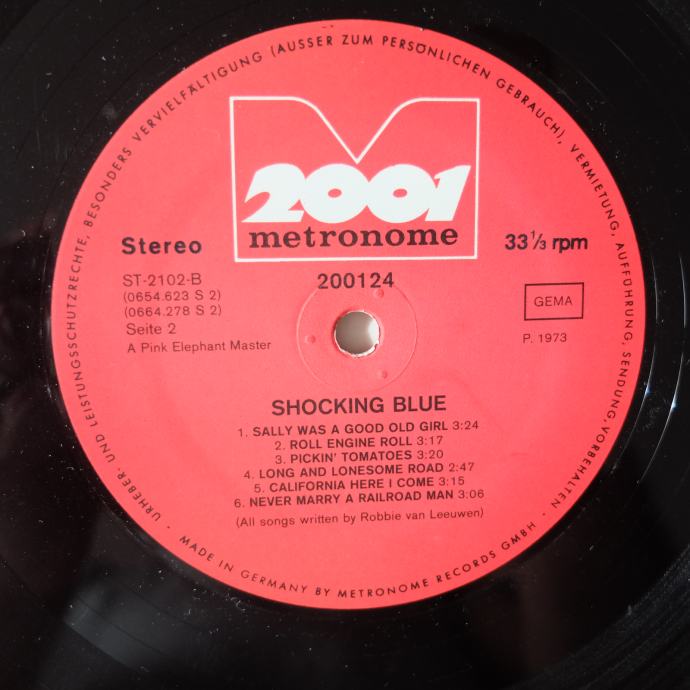 URHEBER- UND LEISTUNGSSCHUTZRECHTE, BESONDERS VERVIELFÄLTIGUNG (AUSSER ZUM PERSÖNLICHEN GEBRAUCH), VERMIETUNG, AUFFÜHRUNG, SENDUNG, VORBEHALTEN ·
2001
metronome
Stereo
33 1/3 rpm
200124
ST-2102-B
(0654.623 S 2)
(0664.278 S 2)
Seite 2
A Pink Elephant Master
GEMA
P. 1973
SHOCKING BLUE
1. SALLY WAS A GOOD OLD GIRL 3:24
2. ROLL ENGINE ROLL 3:17
3. PICKIN' TOMATOES 3:20
4. LONG AND LONESOME ROAD 2:47
5. CALIFORNIA HERE I COME 3:15
6. NEVER MARRY A RAILROAD MAN 3:06
(All songs written by Robbie van Leeuwen)
MADE IN GERMANY BY METRONOME RECORDS GMBH ·